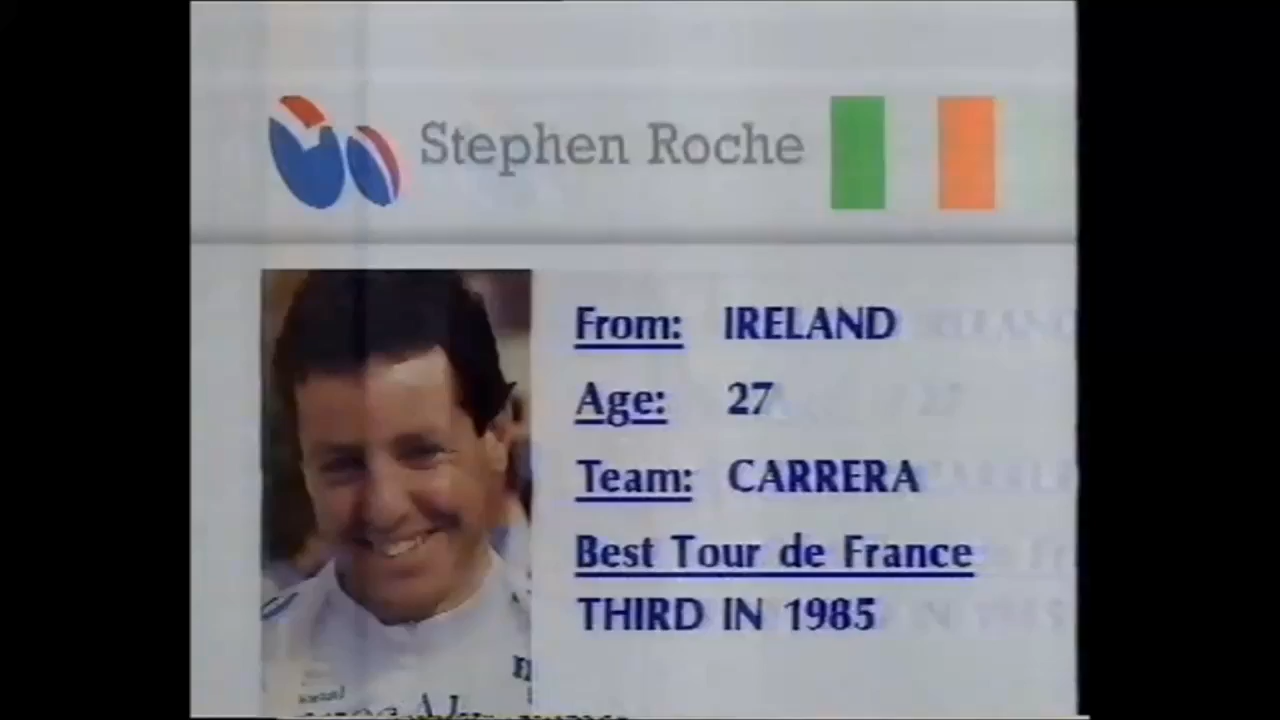 Stephen Roche
From: IRELAND
Age: 27
Team: CARRERA
Best Tour de France
THIRD IN 1985